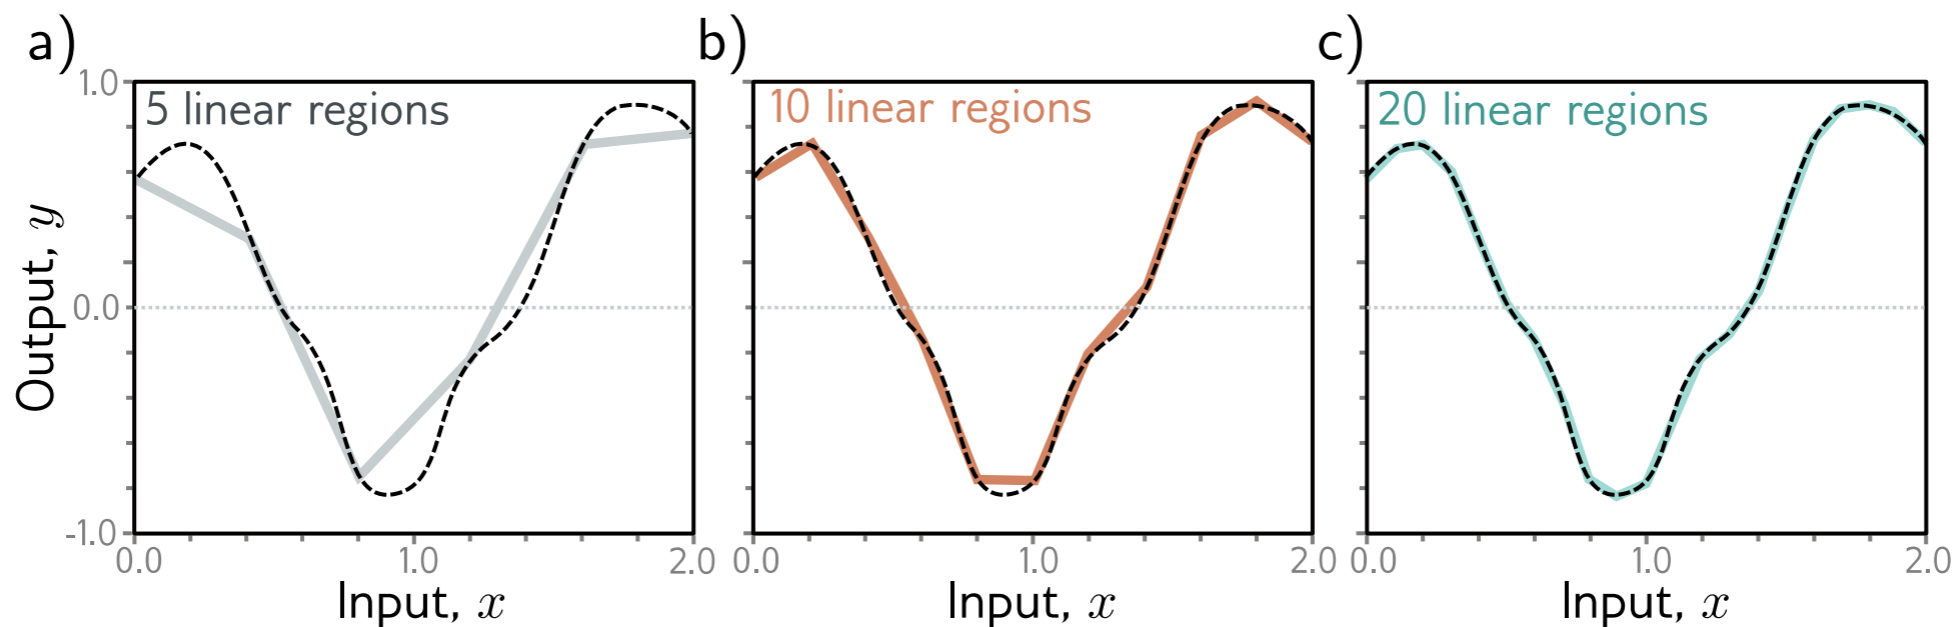 a)
5 linear regions
1.0
0.0
-1.0
Output, y
0.0
1.0
2.0
Input, x
b)
10 linear regions
0.0
1.0
2.0
Input, x
c)
20 linear regions
0.0
1.0
2.0
Input, x